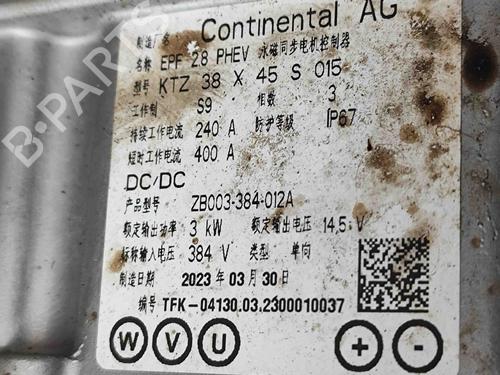 制造厂名 Continental AG
名称 EPF 2.8 PHEV 永磁同步电机控制器
型号 KTZ 38 X 45 S 015
工作制 S9 相数 3
持续工作电流 240 A 防护等级 IP67
短时工作电流 400 A
DC/DC
产品型号 ZB003-384-012A
额定输出功率 3 kW 额定输出电压 14,5 V
标称输入电压 384 V 类型 单向
制造日期 2023 年 03 月 30 日
编号 TFK-04130.03.2300010037
W V U + -
B-PARTS